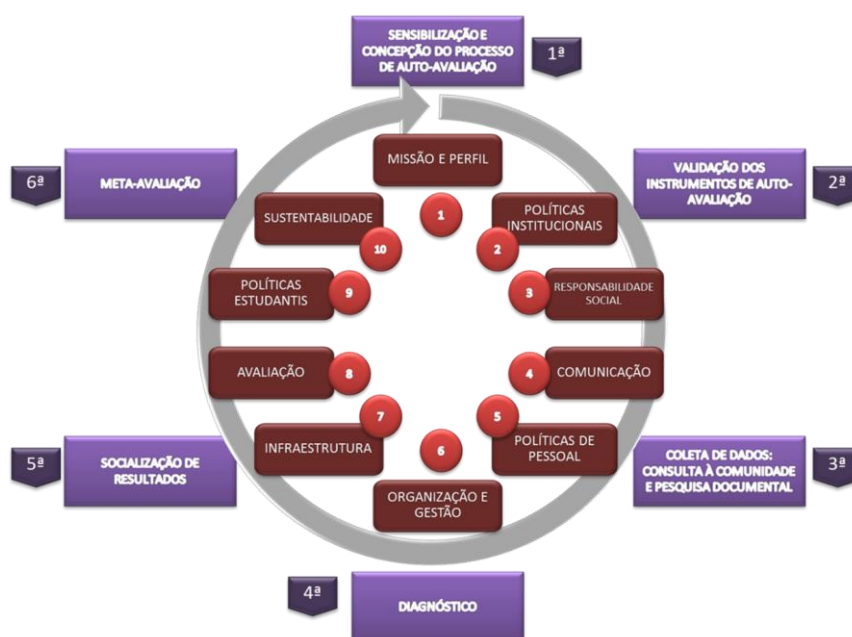 SENSIBILIZAÇÃO E
CONCEPÇÃO DO PROCESSO
DE AUTO-AVALIAÇÃO
1ª
VALIDAÇÃO DOS
INSTRUMENTOS DE AUTO-
AVALIAÇÃO
2ª
COLETA DE DADOS:
CONSULTA À COMUNIDADE
E PESQUISA DOCUMENTAL
3ª
4ª
DIAGNÓSTICO
5ª
SOCIALIZAÇÃO DE
RESULTADOS
6ª
META-AVALIAÇÃO
MISSÃO E PERFIL
1
POLÍTICAS
INSTITUCIONAIS
2
RESPONSABILIDADE
SOCIAL
3
COMUNICAÇÃO
4
POLÍTICAS DE
PESSOAL
5
ORGANIZAÇÃO E
GESTÃO
6
INFRAESTRUTURA
7
AVALIAÇÃO
8
POLÍTICAS
ESTUDANTIS
9
SUSTENTABILIDADE
10